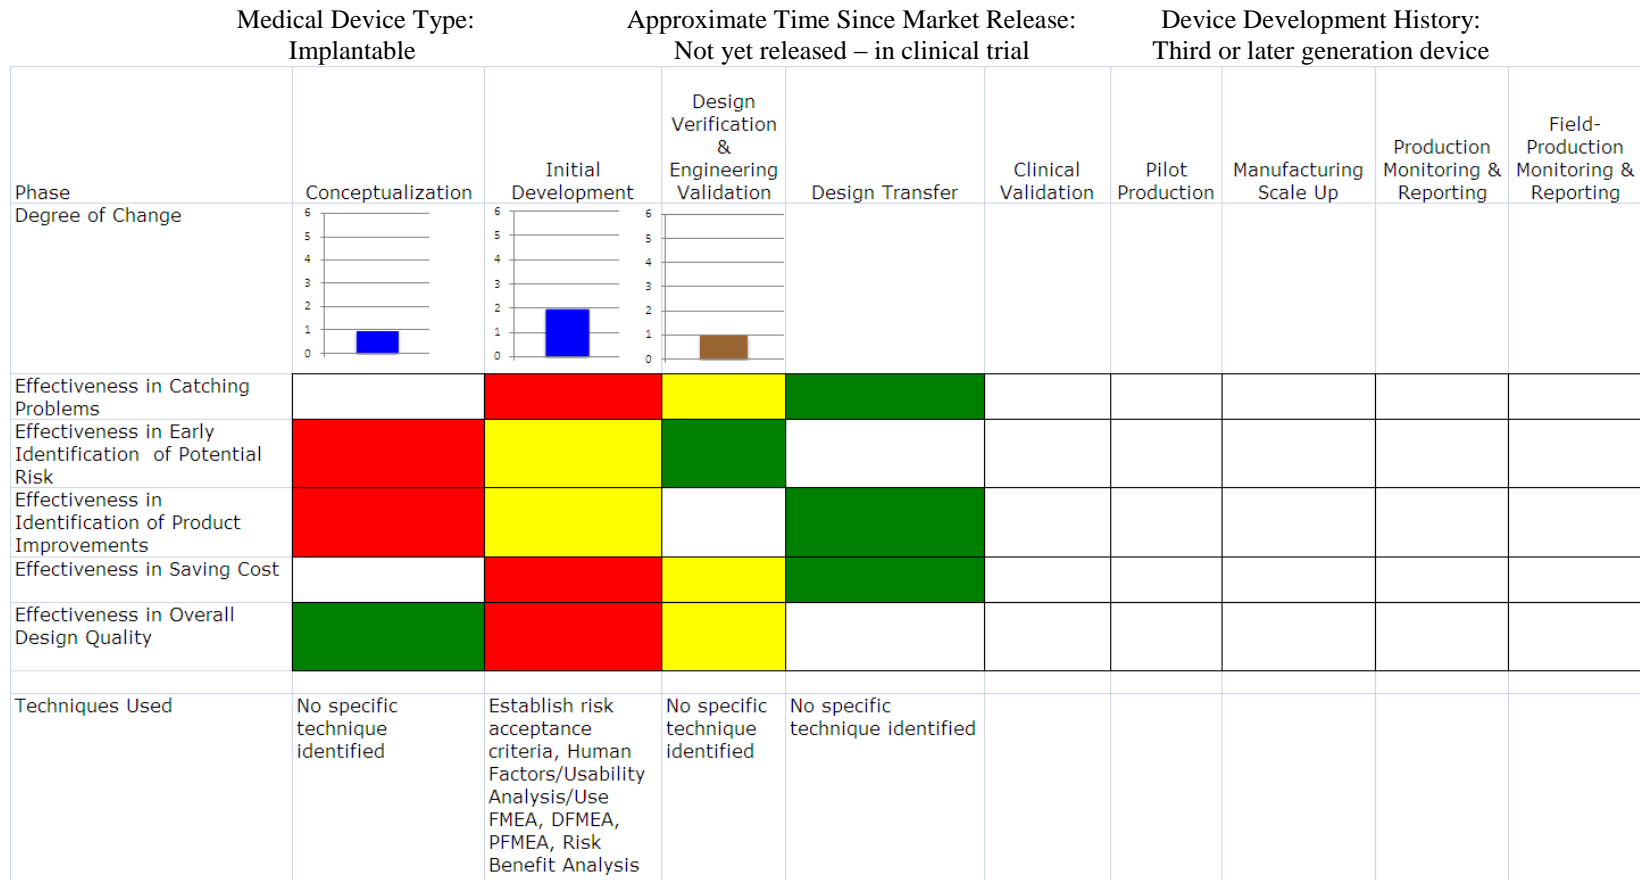 Medical Device Type:
Implantable
Approximate Time Since Market Release:
Not yet released – in clinical trial
Device Development History:
Third or later generation device
Phase
Conceptualization
Initial
Development
Design
Verification
&
Engineering
Validation
Design Transfer
Clinical
Validation
Pilot
Production
Manufacturing
Scale Up
Production
Monitoring &
Reporting
Field-
Production
Monitoring &
Reporting
Degree of Change
6
5
4
3
2
1
0
6
5
4
3
2
1
0
6
5
4
3
2
1
0
Effectiveness in Catching
Problems
Effectiveness in Early
Identification of Potential
Risk
Effectiveness in
Identification of Product
Improvements
Effectiveness in Saving Cost
Effectiveness in Overall
Design Quality
Techniques Used
No specific
technique
identified
Establish risk
acceptance
criteria, Human
Factors/Usability
Analysis/Use
FMEA, DFMEA,
PFMEA, Risk
Benefit Analysis
No specific
technique
identified
No specific
technique identified